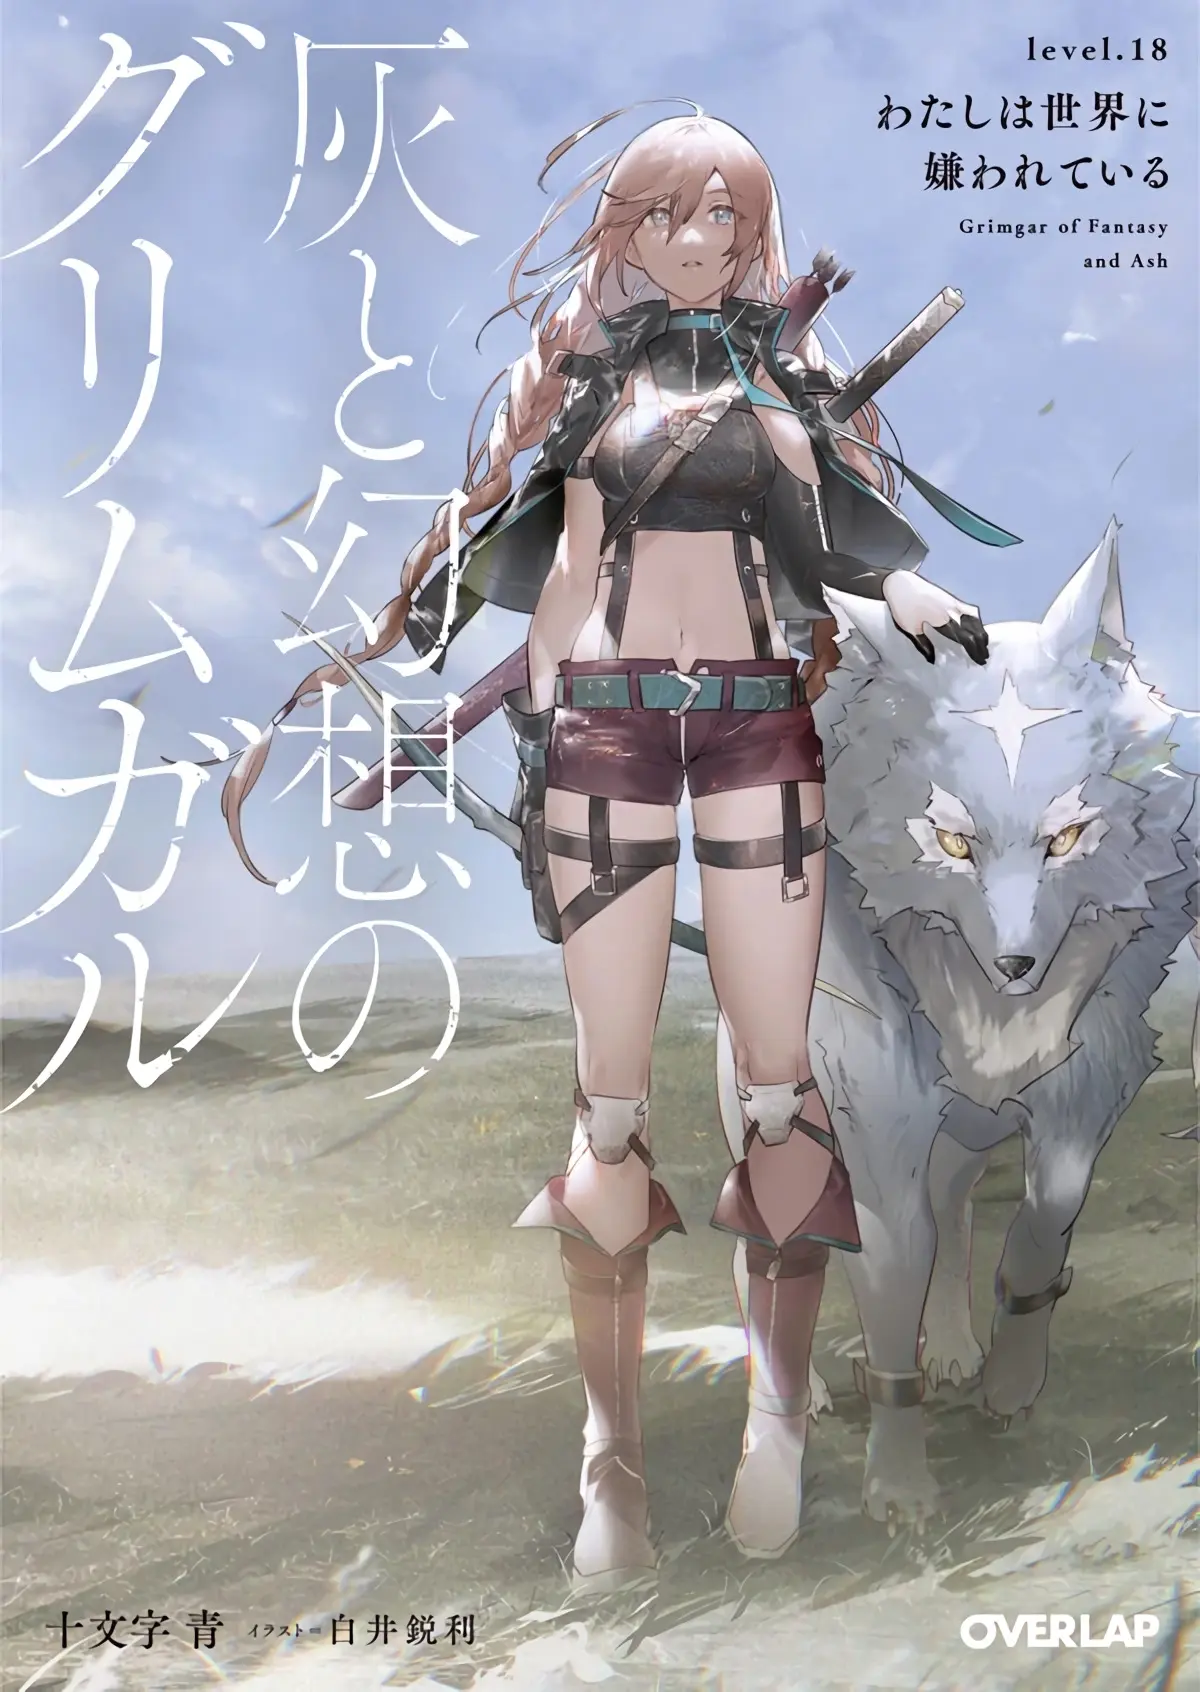 灰と幻想の
グリムガル
level.18
わたしは世界に
嫌われている
Grimgar of Fantasy
and Ash
十文字 青 イラスト=白井鋭利
OVERLAP